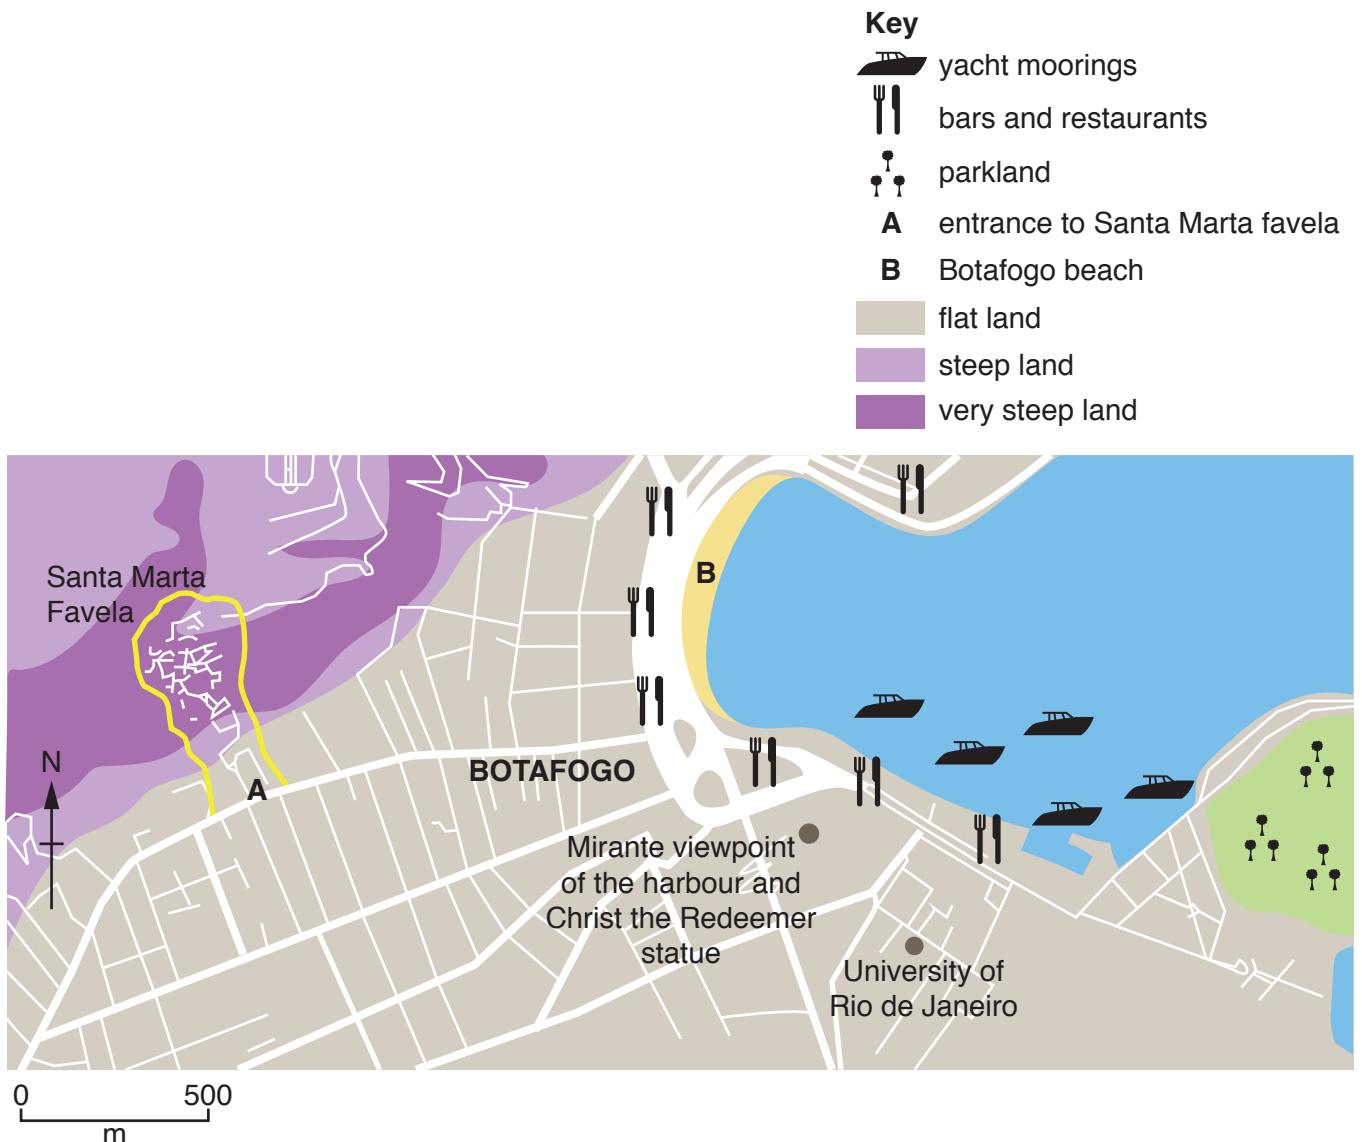 Key
yacht moorings
bars and restaurants
parkland
A entrance to Santa Marta favela
B Botafogo beach
flat land
steep land
very steep land
Santa Marta
Favela
B
N
A
BOTAFOGO
Mirante viewpoint
of the harbour and
Christ the Redeemer
statue
University of
Rio de Janeiro
0 500
m